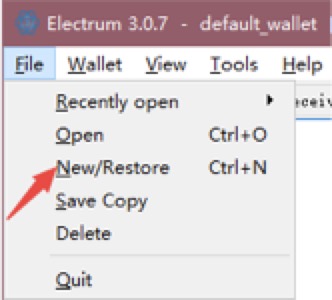 Electrum 3.0.7 - default_wallet
File Wallet View Tools Help
Recently open
Open Ctrl+O
New/Restore Ctrl+N
Save Copy
Delete
Quit